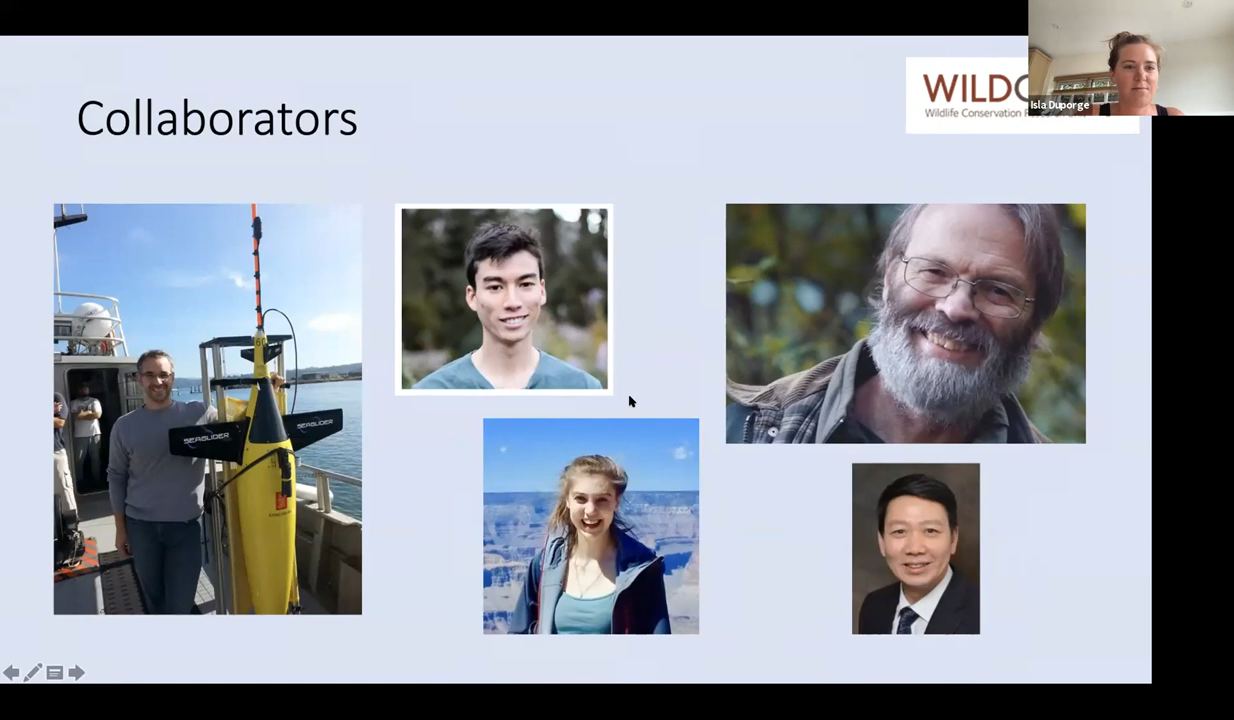 Collaborators
WILDC
Wildlife Conservation
Isla Duporge
SEAGLIDER
SEAGLIDER